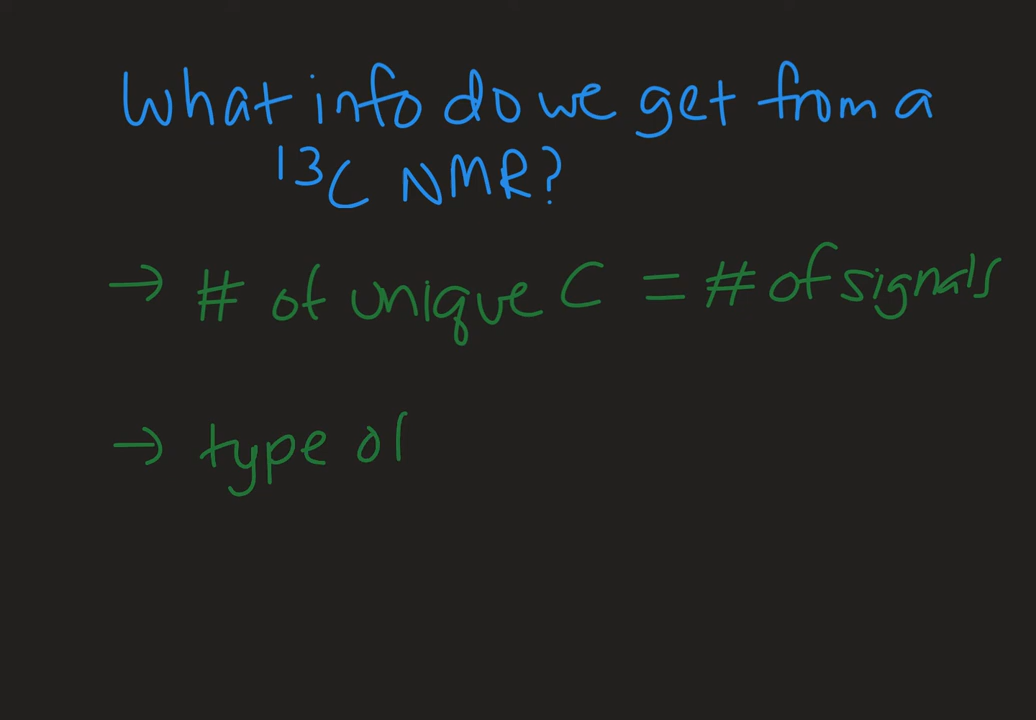 What info do we get from a
¹³C NMR?
→ # of unique C = # of signals
→ type of